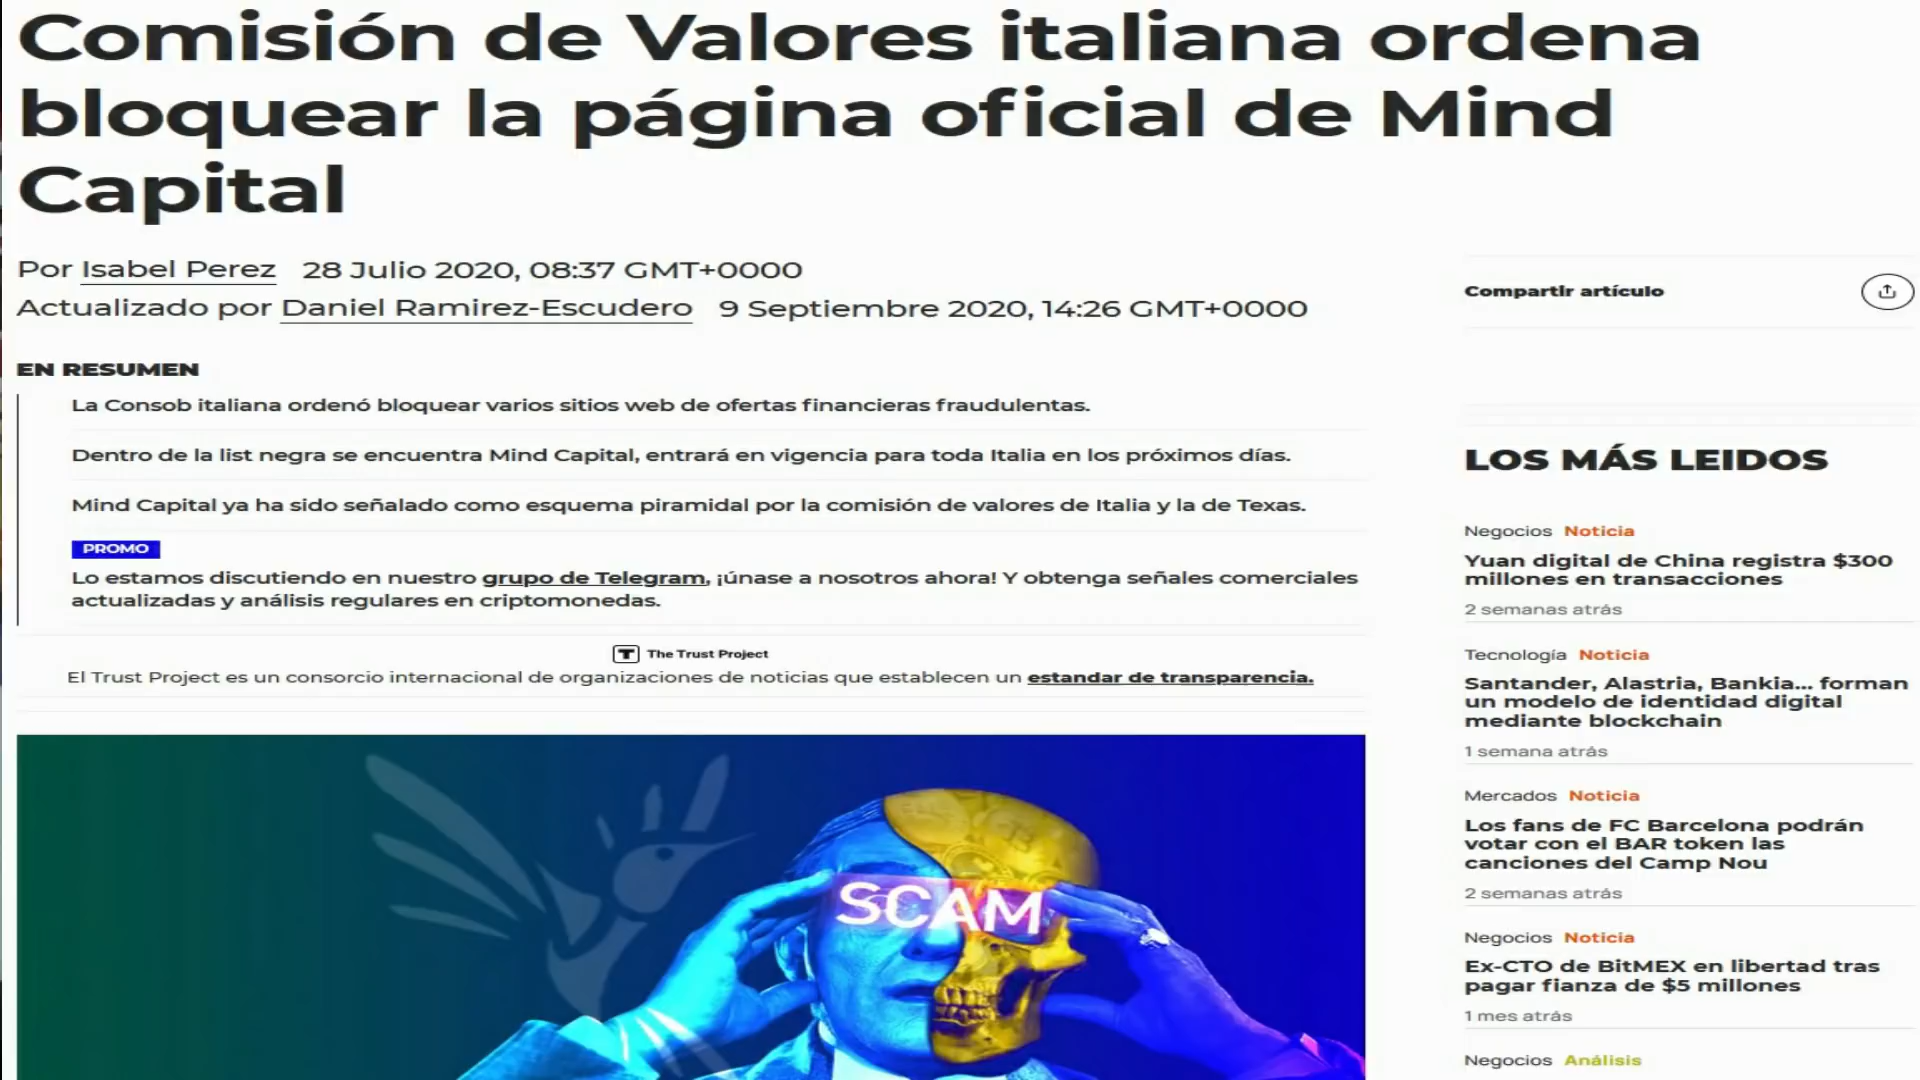 Comisión de Valores italiana ordena
bloquear la página oficial de Mind
Capital
Por Isabel Perez 28 Julio 2020, 08:37 GMT+0000
Actualizado por Daniel Ramirez-Escudero 9 Septiembre 2020, 14:26 GMT+0000
EN RESUMEN
La Consob italiana ordenó bloquear varios sitios web de ofertas financieras fraudulentas.
Dentro de la list negra se encuentra Mind Capital, entrará en vigencia para toda Italia en los próximos días.
Mind Capital ya ha sido señalado como esquema piramidal por la comisión de valores de Italia y la de Texas.
PROMO
Lo estamos discutiendo en nuestro grupo de Telegram, ¡únase a nosotros ahora! Y obtenga señales comerciales
actualizadas y análisis regulares en criptomonedas.
T The Trust Project
El Trust Project es un consorcio internacional de organizaciones de noticias que establecen un estandar de transparencia.
SCAM
Compartir artículo
LOS MÁS LEIDOS
Negocios Noticia
Yuan digital de China registra $300
millones en transacciones
2 semanas atrás
Tecnología Noticia
Santander, Alastria, Bankia... forman
un modelo de identidad digital
mediante blockchain
1 semana atrás
Mercados Noticia
Los fans de FC Barcelona podrán
votar con el BAR token las
canciones del Camp Nou
2 semanas atrás
Negocios Noticia
Ex-CTO de BitMEX en libertad tras
pagar fianza de $5 millones
1 mes atrás
Negocios Análisis